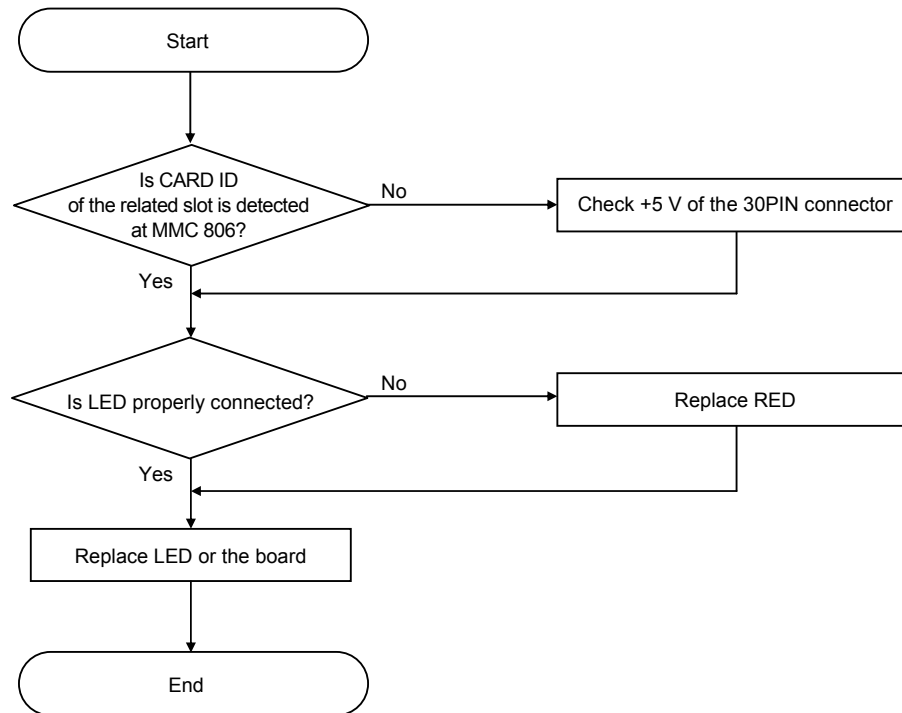 Start
Is CARD ID
of the related slot is detected
at MMC 806?
No
Check +5 V of the 30PIN connector
Yes
Is LED properly connected?
No
Replace RED
Yes
Replace LED or the board
End